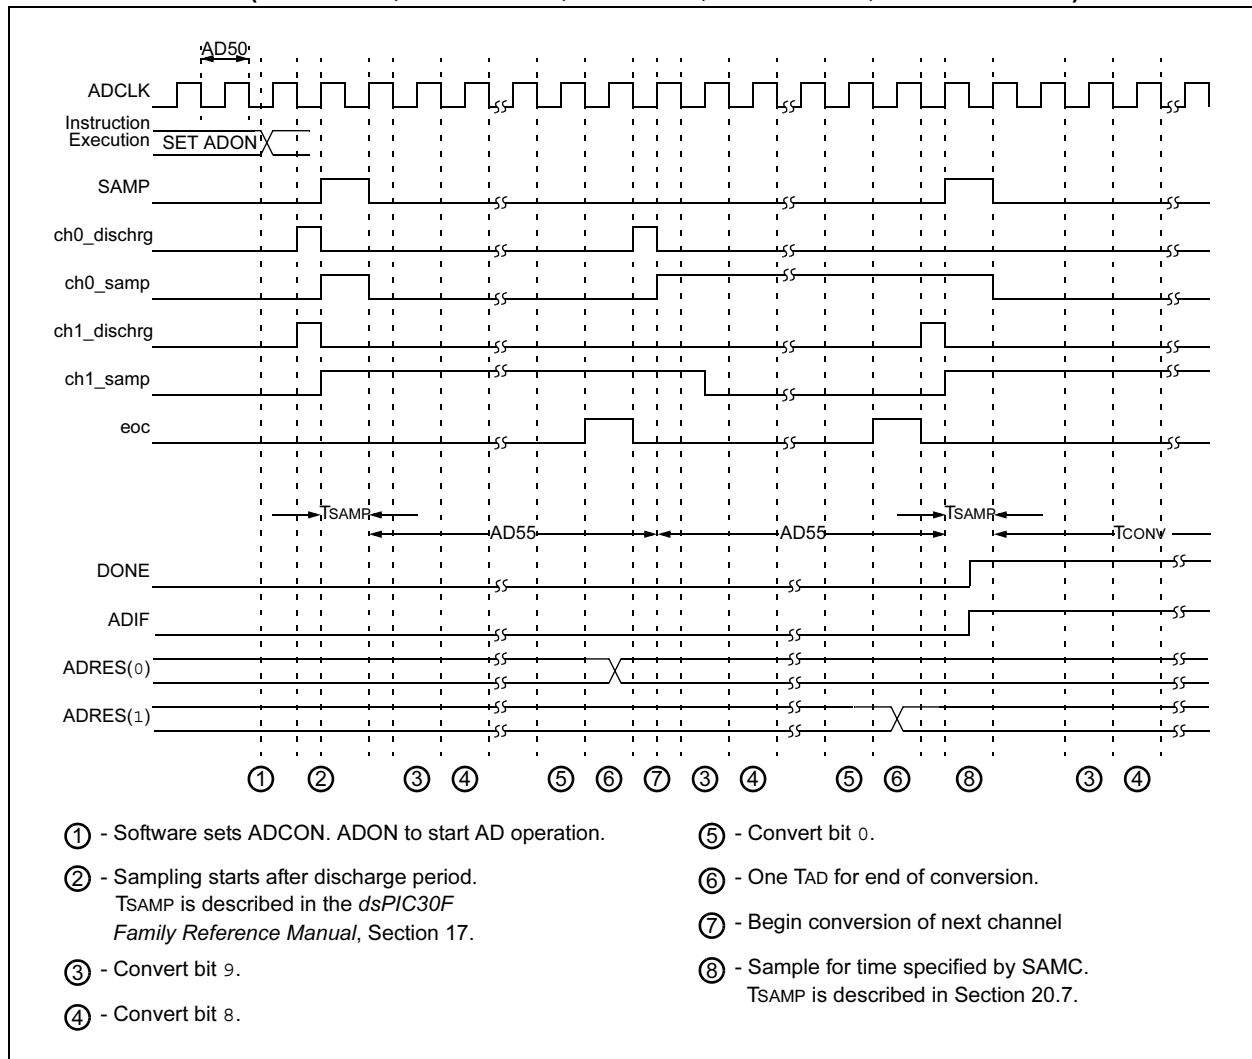 AD50
ADCLK
Instruction
Execution
SET ADON
SAMP
ch0_dischrg
ch0_samp
ch1_dischrg
ch1_samp
eoc
TSAMP
TSAMP
AD55
AD55
TCONV
DONE
ADIF
ADRES(0)
ADRES(1)
1 2 3 4 5 6 7 3 4 5 6 8 3 4
1 - Software sets ADCON. ADON to start AD operation.
2 - Sampling starts after discharge period.
TSAMP is described in the dsPIC30F
Family Reference Manual, Section 17.
3 - Convert bit 9.
4 - Convert bit 8.
5 - Convert bit 0.
6 - One TAD for end of conversion.
7 - Begin conversion of next channel
8 - Sample for time specified by SAMC.
TSAMP is described in Section 20.7.